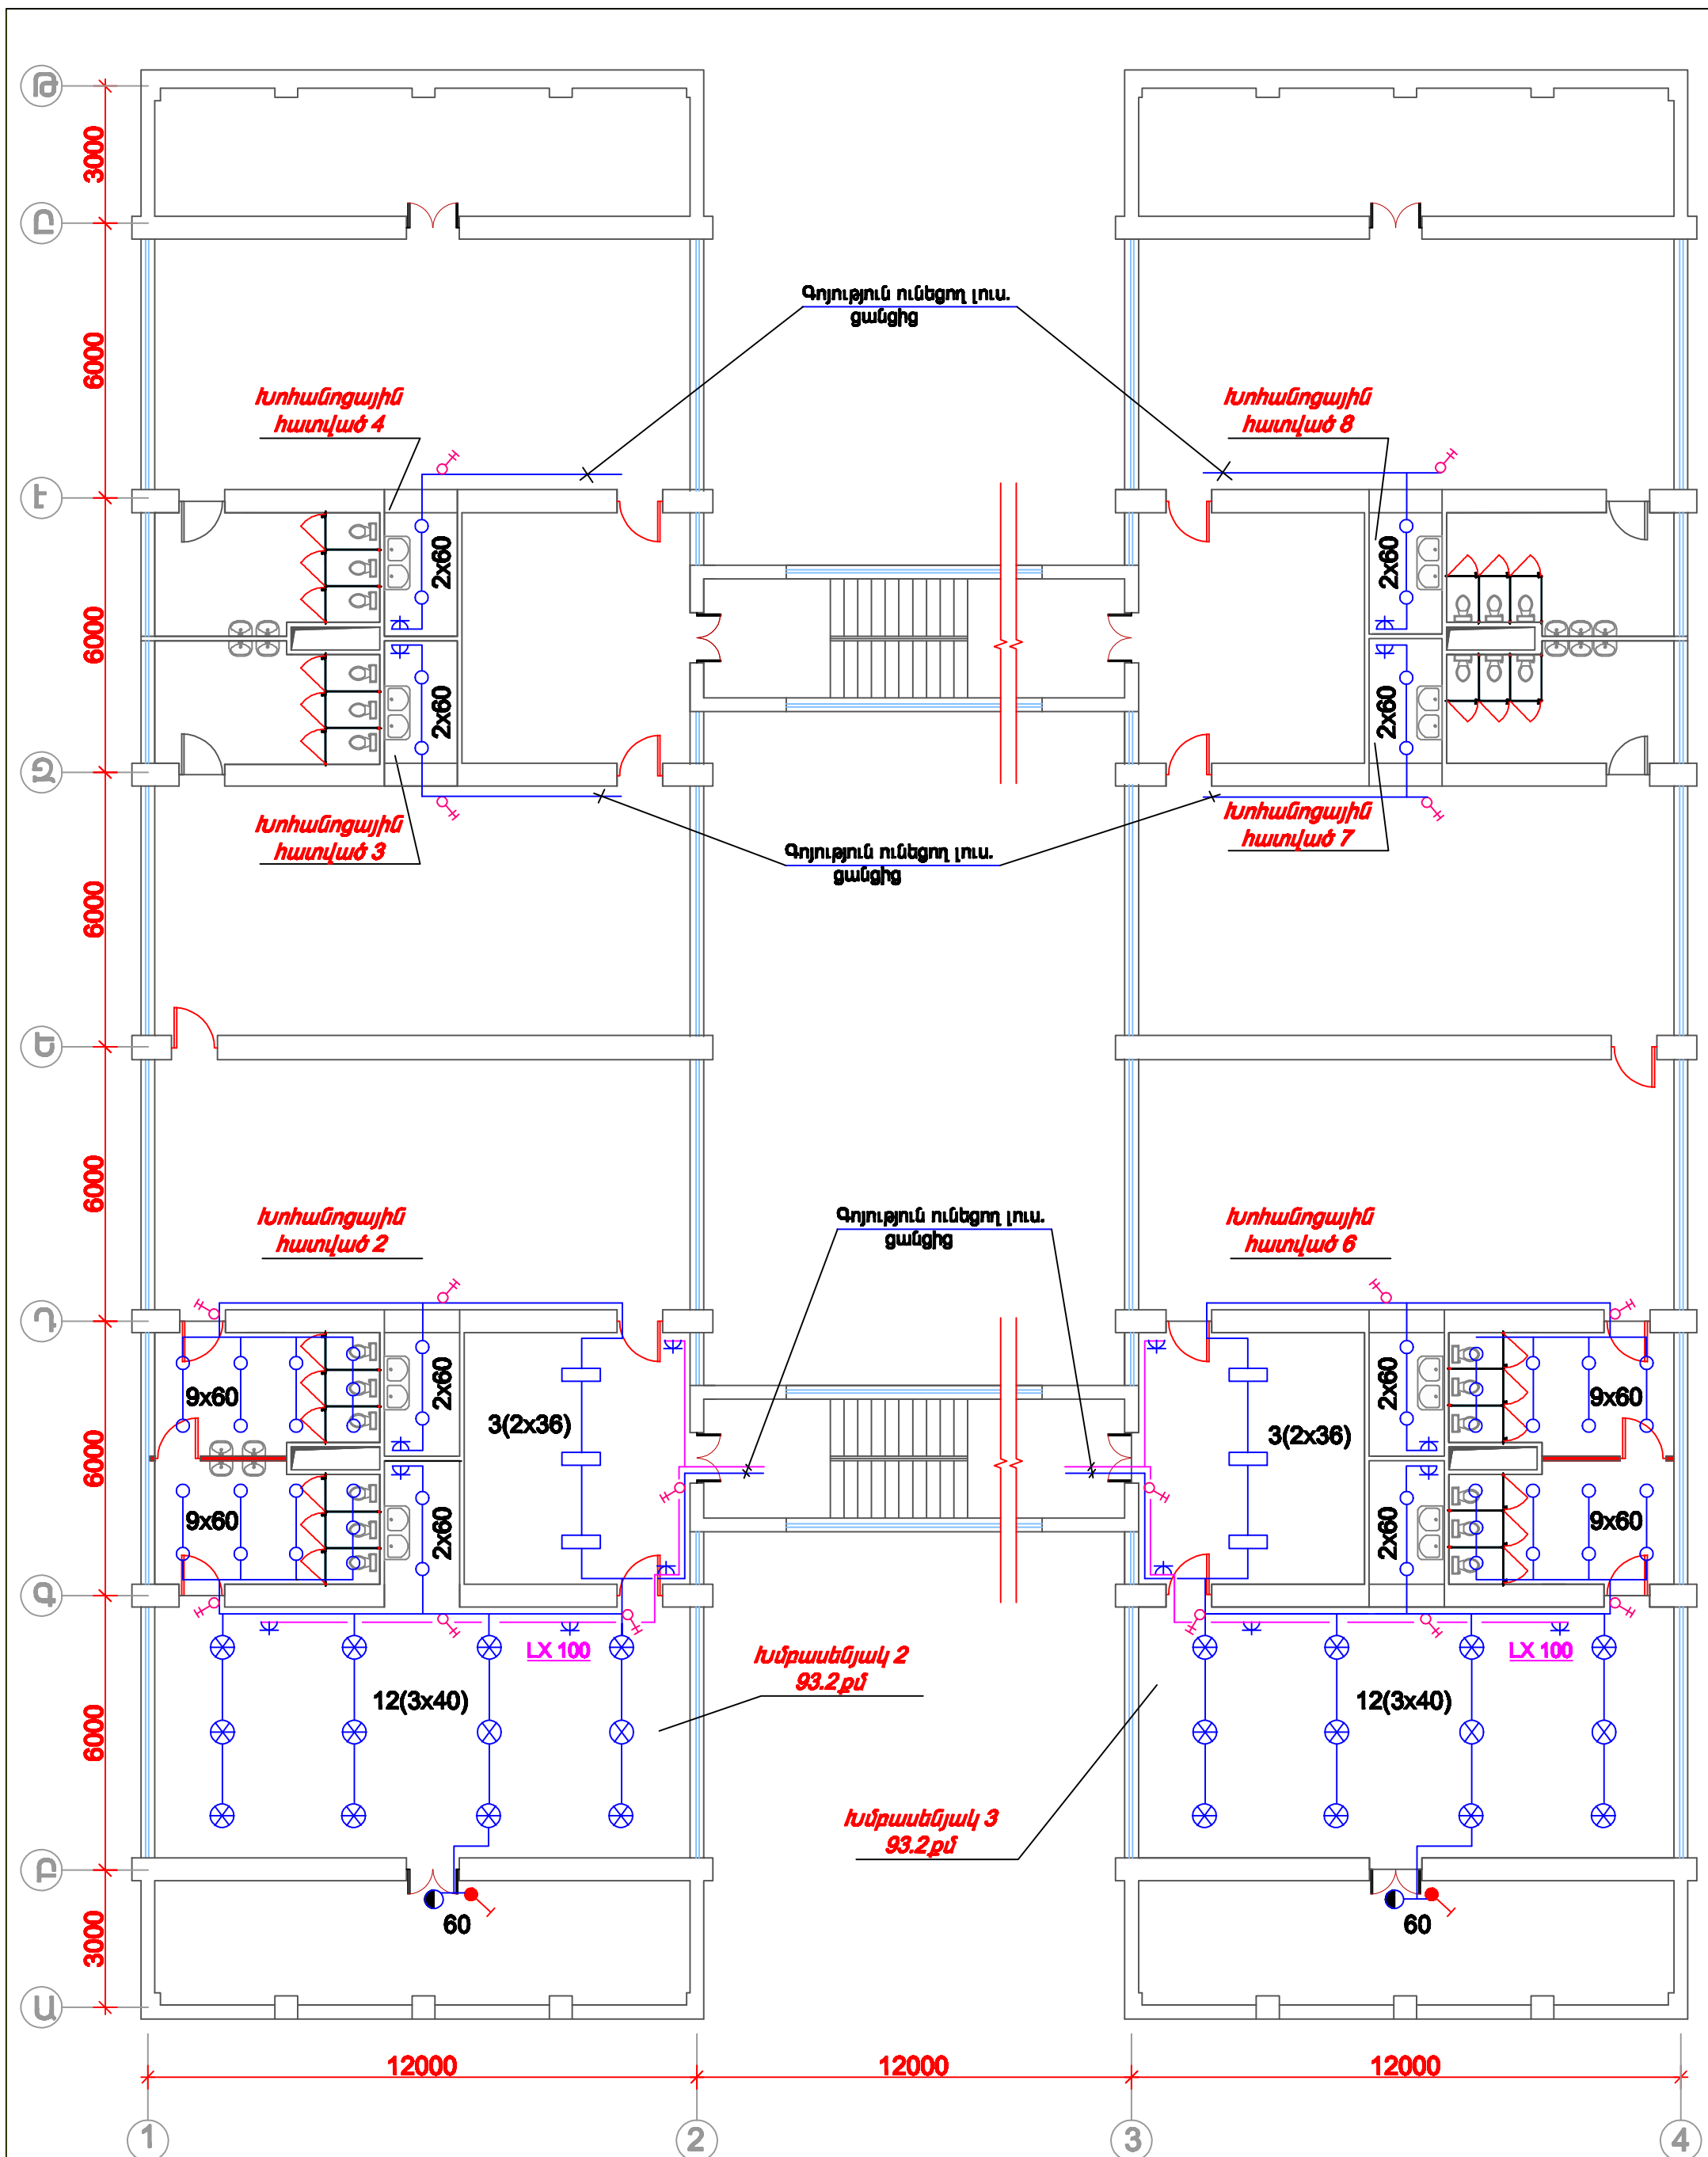 Թ
3000
Ը
6000
Գոյություն ունեցող լուս.
ցանցից
Խոհանոցային
հատված 4
Խոհանոցային
հատված 8
Է
2x60
2x60
6000
2x60
2x60
Զ
Խոհանոցային
հատված 3
Խոհանոցային
հատված 7
Գոյություն ունեցող լուս.
ցանցից
6000
Ե
6000
Խոհանոցային
հատված 2
Գոյություն ունեցող լուս.
ցանցից
Խոհանոցային
հատված 6
Դ
9x60
2x60
3(2x36)
3(2x36)
2x60
9x60
6000
9x60
2x60
2x60
9x60
Գ
LX 100
LX 100
Խմբասենյակ 2
93.2քմ
12(3x40)
12(3x40)
6000
Խմբասենյակ 3
93.2քմ
Բ
60
60
3000
Ա
12000
12000
12000
1
2
3
4